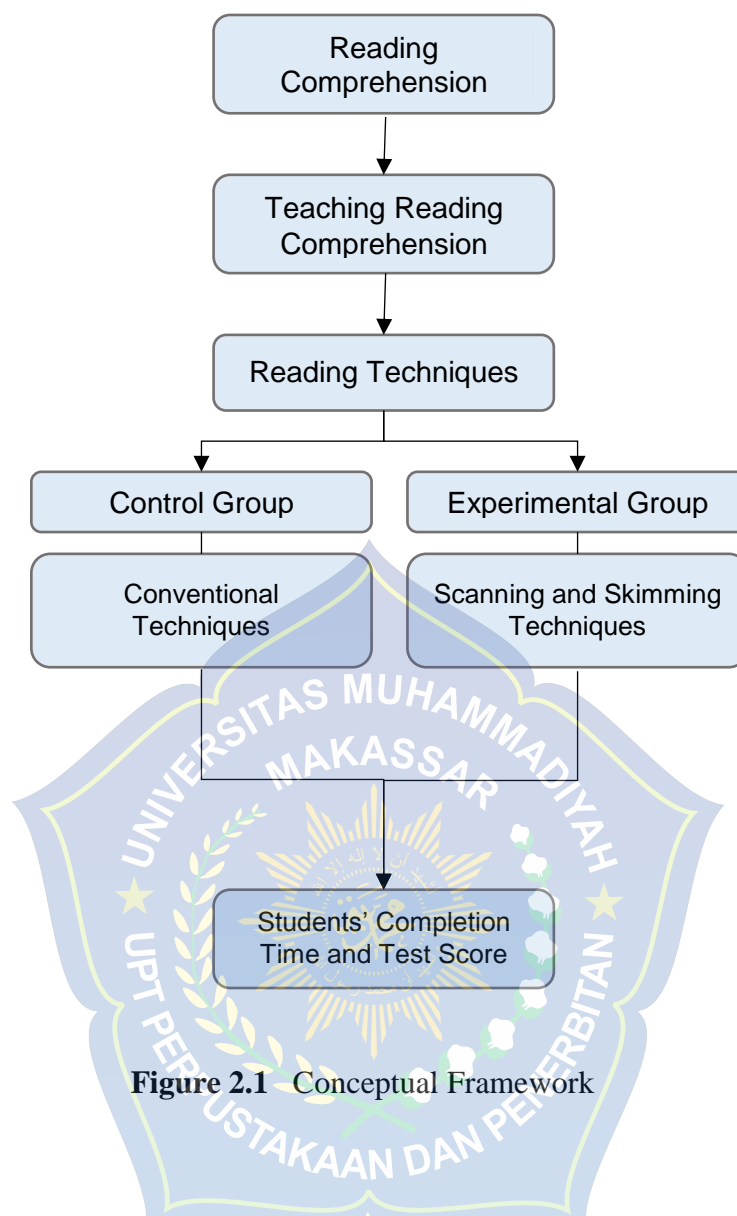 Reading
Comprehension
Teaching Reading
Comprehension
Reading Techniques
Control Group
Experimental Group
Conventional
Techniques
Scanning and Skimming
Techniques
UNIVERSITAS MUHAMMADIYAH
MAKASSAR
Students’ Completion
Time and Test Score
Figure 2.1 Conceptual Framework
UPT PERPUSTAKAAN DAN PENERBITAN